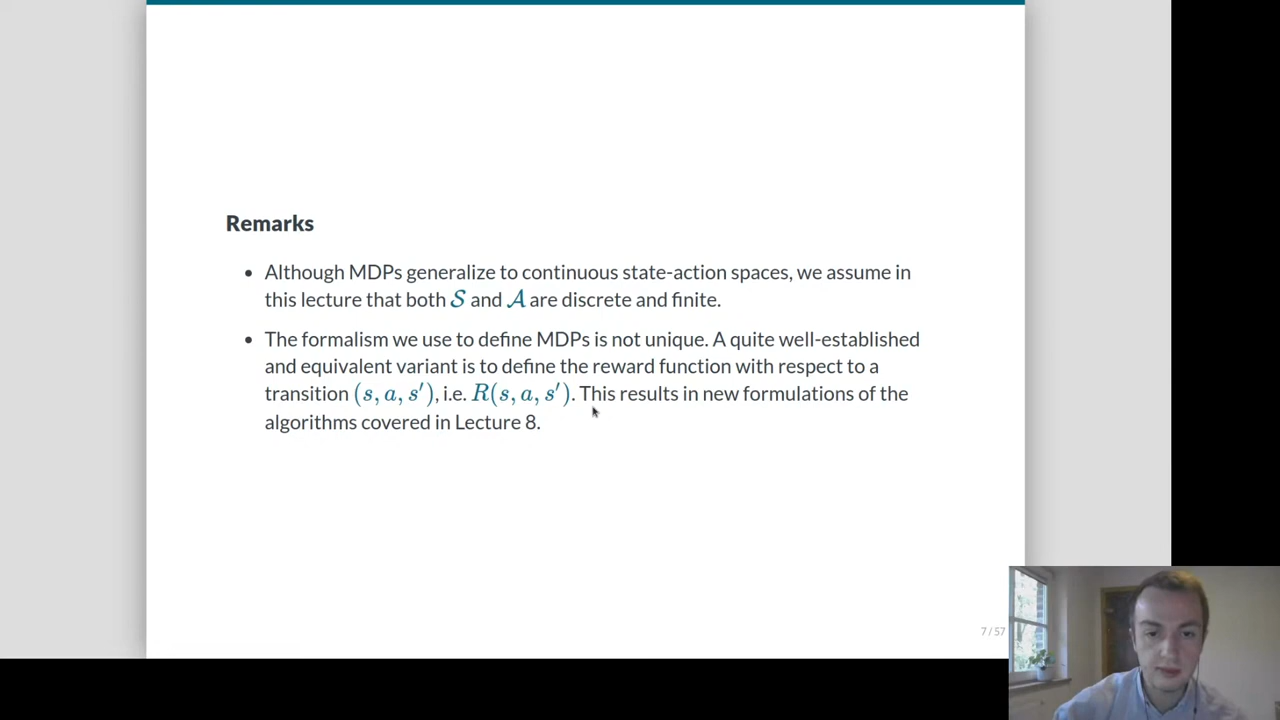 Remarks
• Although MDPs generalize to continuous state-action spaces, we assume in
this lecture that both 𝒮 and 𝒜 are discrete and finite.
• The formalism we use to define MDPs is not unique. A quite well-established
and equivalent variant is to define the reward function with respect to a
transition (s, a, s′), i.e. R(s, a, s′). This results in new formulations of the
algorithms covered in Lecture 8.
7 / 57